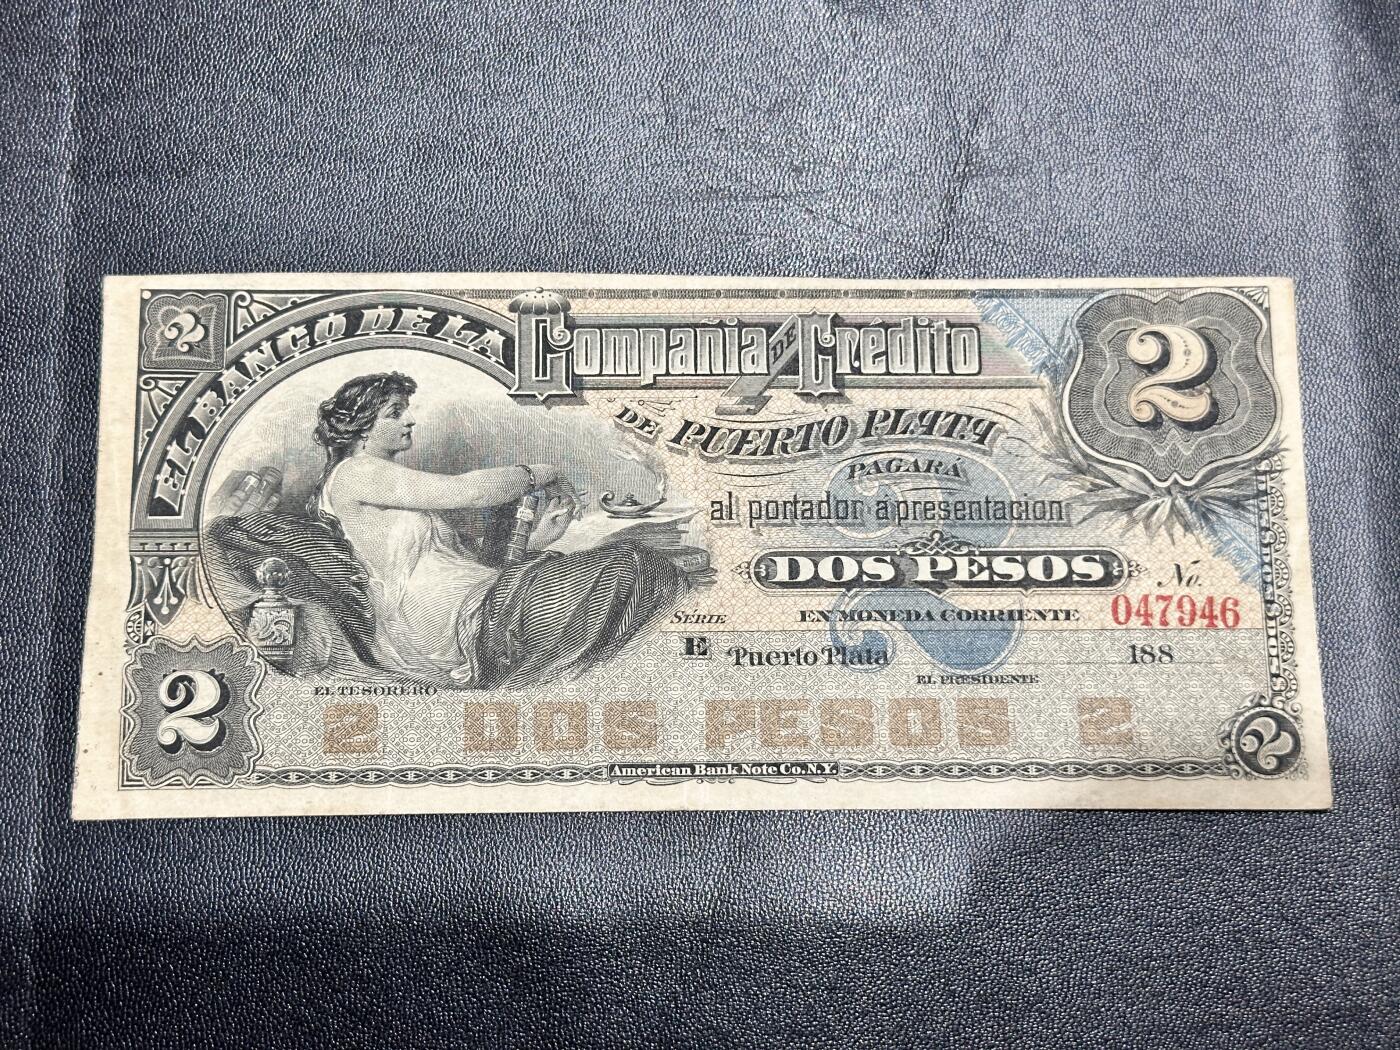 2
EL BANCO DE LA
Compañia DE Crédito
2
DE PUERTO PLATA
PAGARÁ
al portador á presentacion
DOS PESOS
No.
SÉRIE
EN MONEDA CORRIENTE
047946
E
Puerto Plata
188
EL TESORERO
EL PRESIDENTE
2
2 DOS PESOS 2
2
American Bank Note Co. N.Y.